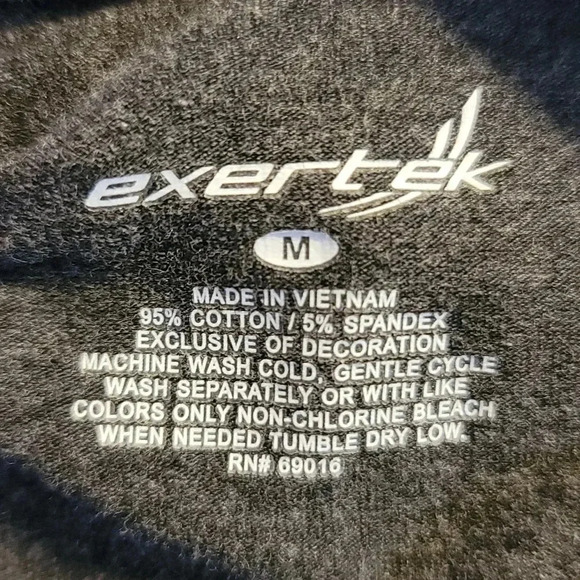 exertek
M
MADE IN VIETNAM
95% COTTON / 5% SPANDEX
EXCLUSIVE OF DECORATION
MACHINE WASH COLD, GENTLE CYCLE
WASH SEPARATELY OR WITH LIKE
COLORS ONLY NON-CHLORINE BLEACH
WHEN NEEDED TUMBLE DRY LOW.
RN# 69016